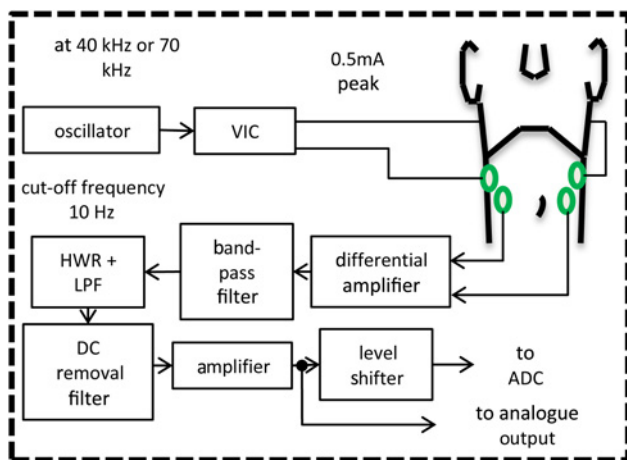 at 40 kHz or 70
kHz
0.5mA
peak
oscillator
VIC
cut-off frequency
10 Hz
HWR +
LPF
band-
pass
filter
differential
amplifier
DC
removal
filter
amplifier
level
shifter
to
ADC
to analogue
output